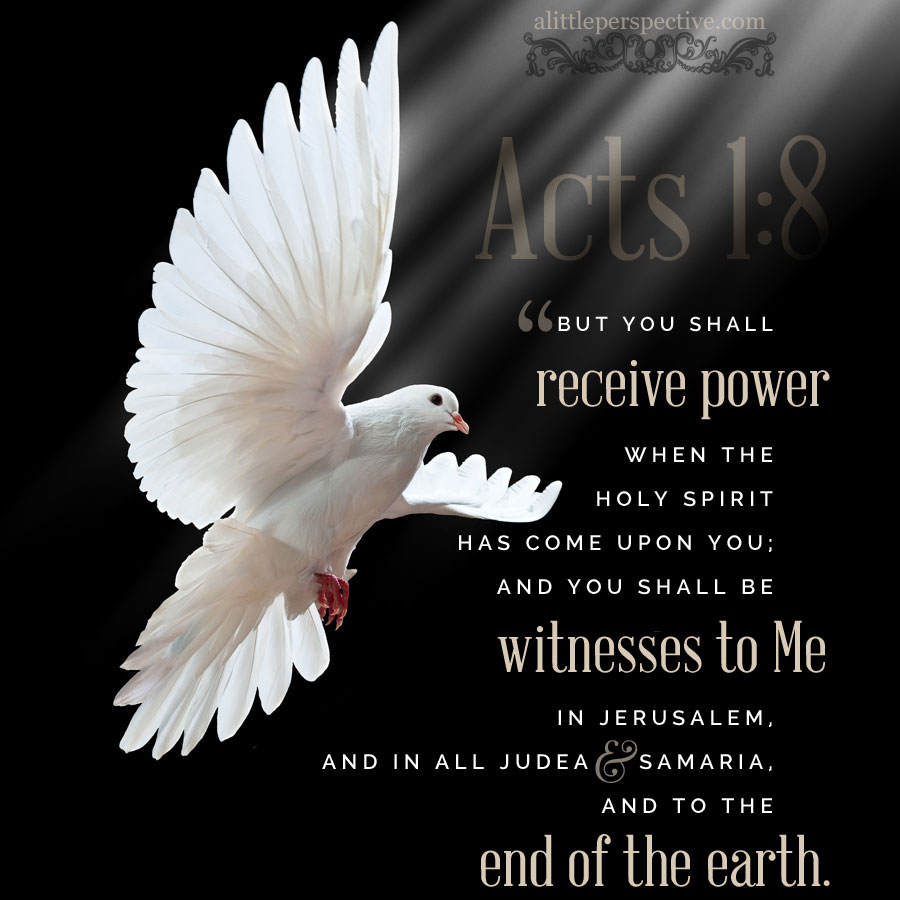 alittleperspective.com
Acts 1:8
“BUT YOU SHALL
receive power
WHEN THE
HOLY SPIRIT
HAS COME UPON YOU;
AND YOU SHALL BE
witnesses to Me
IN JERUSALEM,
AND IN ALL JUDEA & SAMARIA,
AND TO THE
end of the earth.